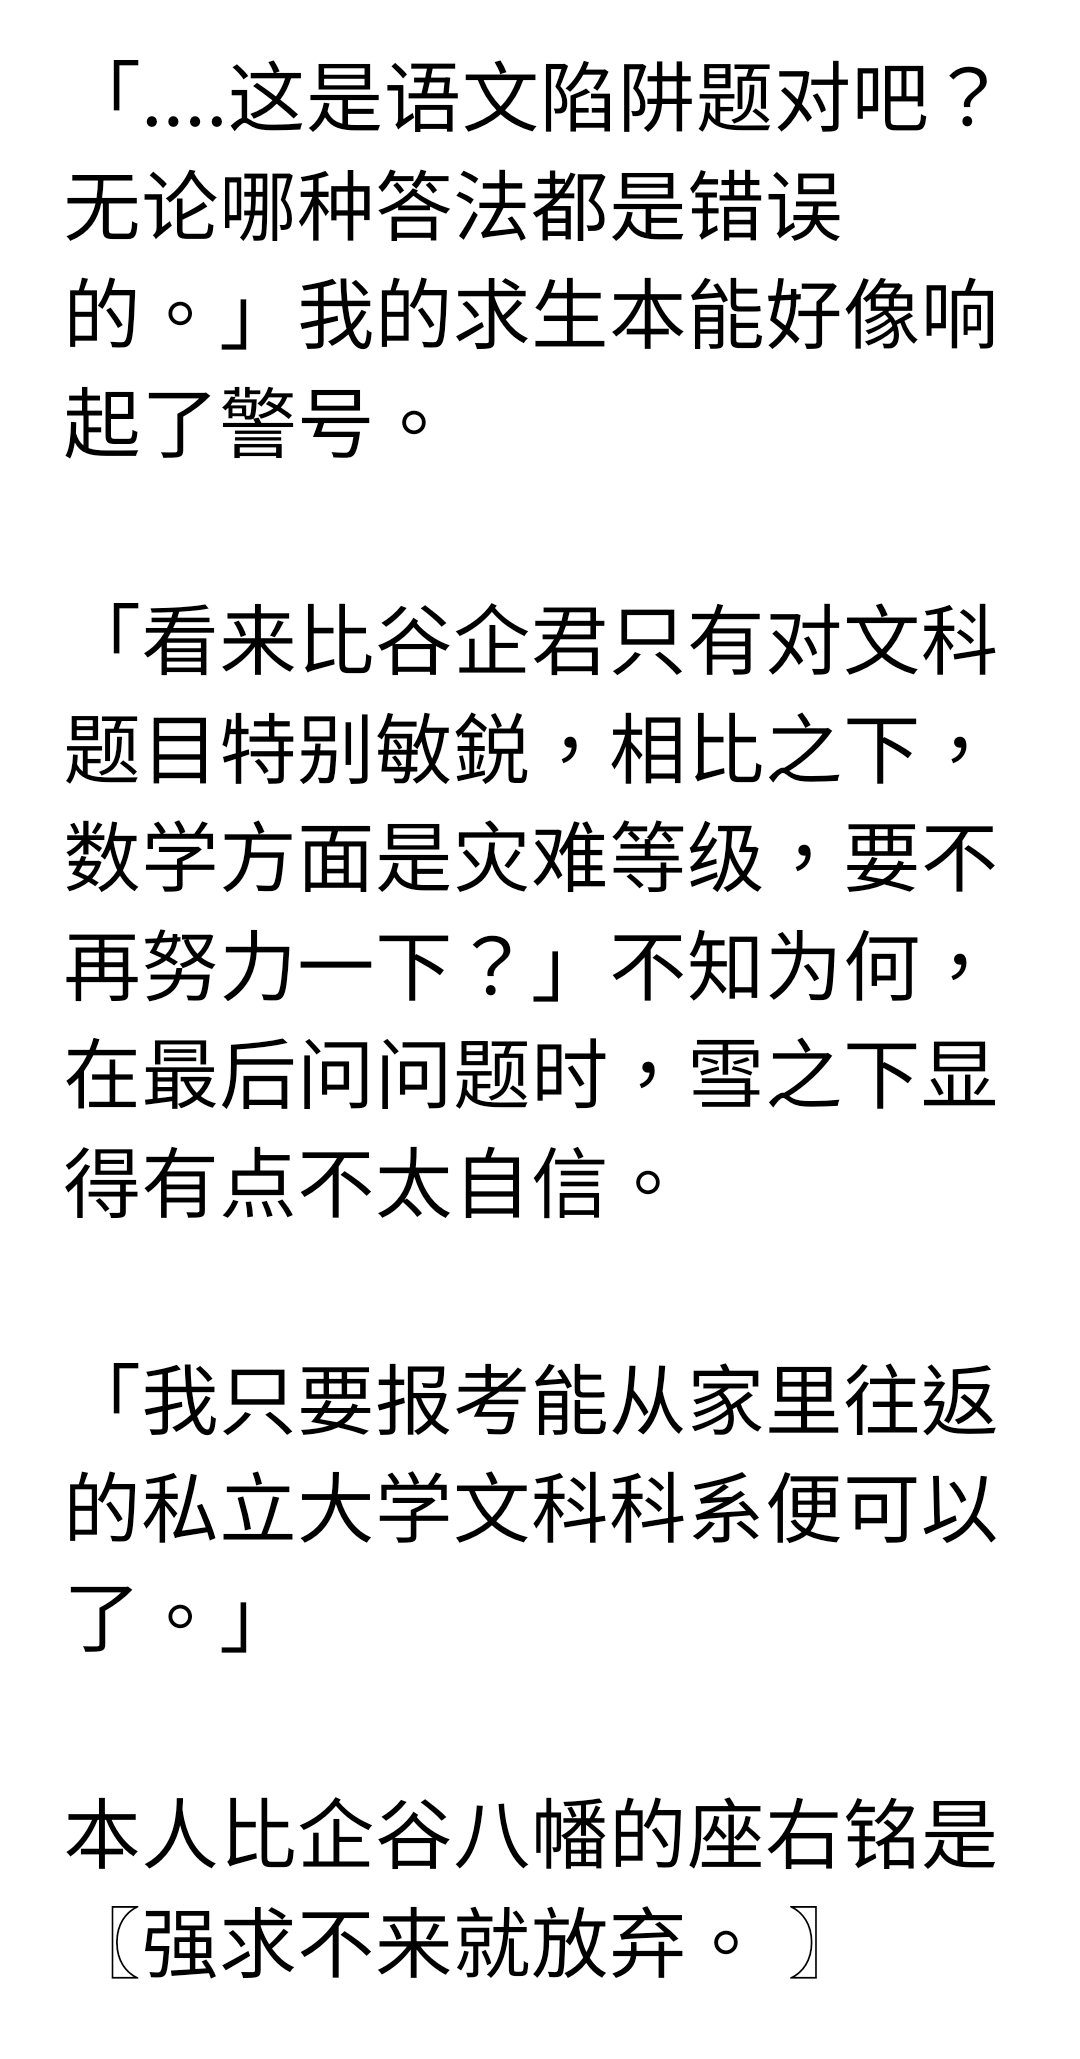 「....这是语文陷阱题对吧？
无论哪种答法都是错误
的。」我的求生本能好像响
起了警号。
「看来比谷企君只有对文科
题目特别敏鋭，相比之下，
数学方面是灾难等级，要不
再努力一下？」不知为何，
在最后问问题时，雪之下显
得有点不太自信。
「我只要报考能从家里往返
的私立大学文科科系便可以
了。」
本人比企谷八幡的座右铭是
〖强求不来就放弃。 〗